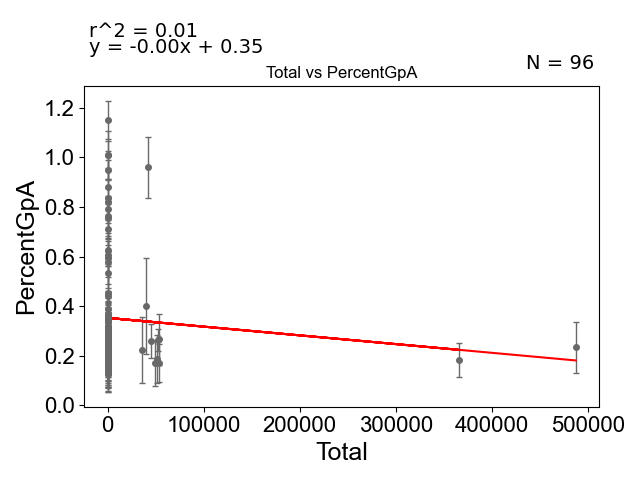 r^2 = 0.01
y = -0.00x + 0.35
N = 96
Total vs PercentGpA
PercentGpA
1.2
1.0
0.8
0.6
0.4
0.2
0.0
0 100000 200000 300000 400000 500000
Total